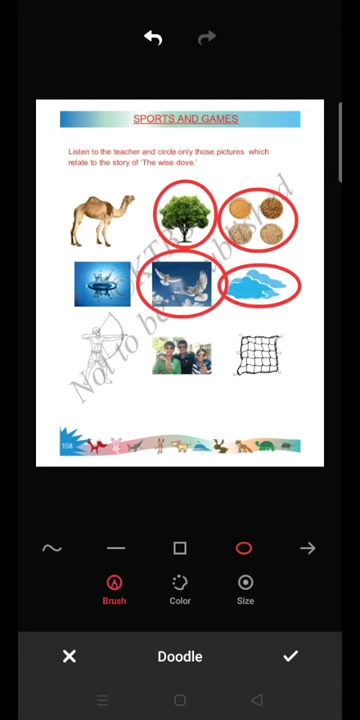 SPORTS AND GAMES
Listen to the teacher and circle only those pictures which
relate to the story of 'The wise dove.'
Not to be republished
108
Brush
Color
Size
Doodle